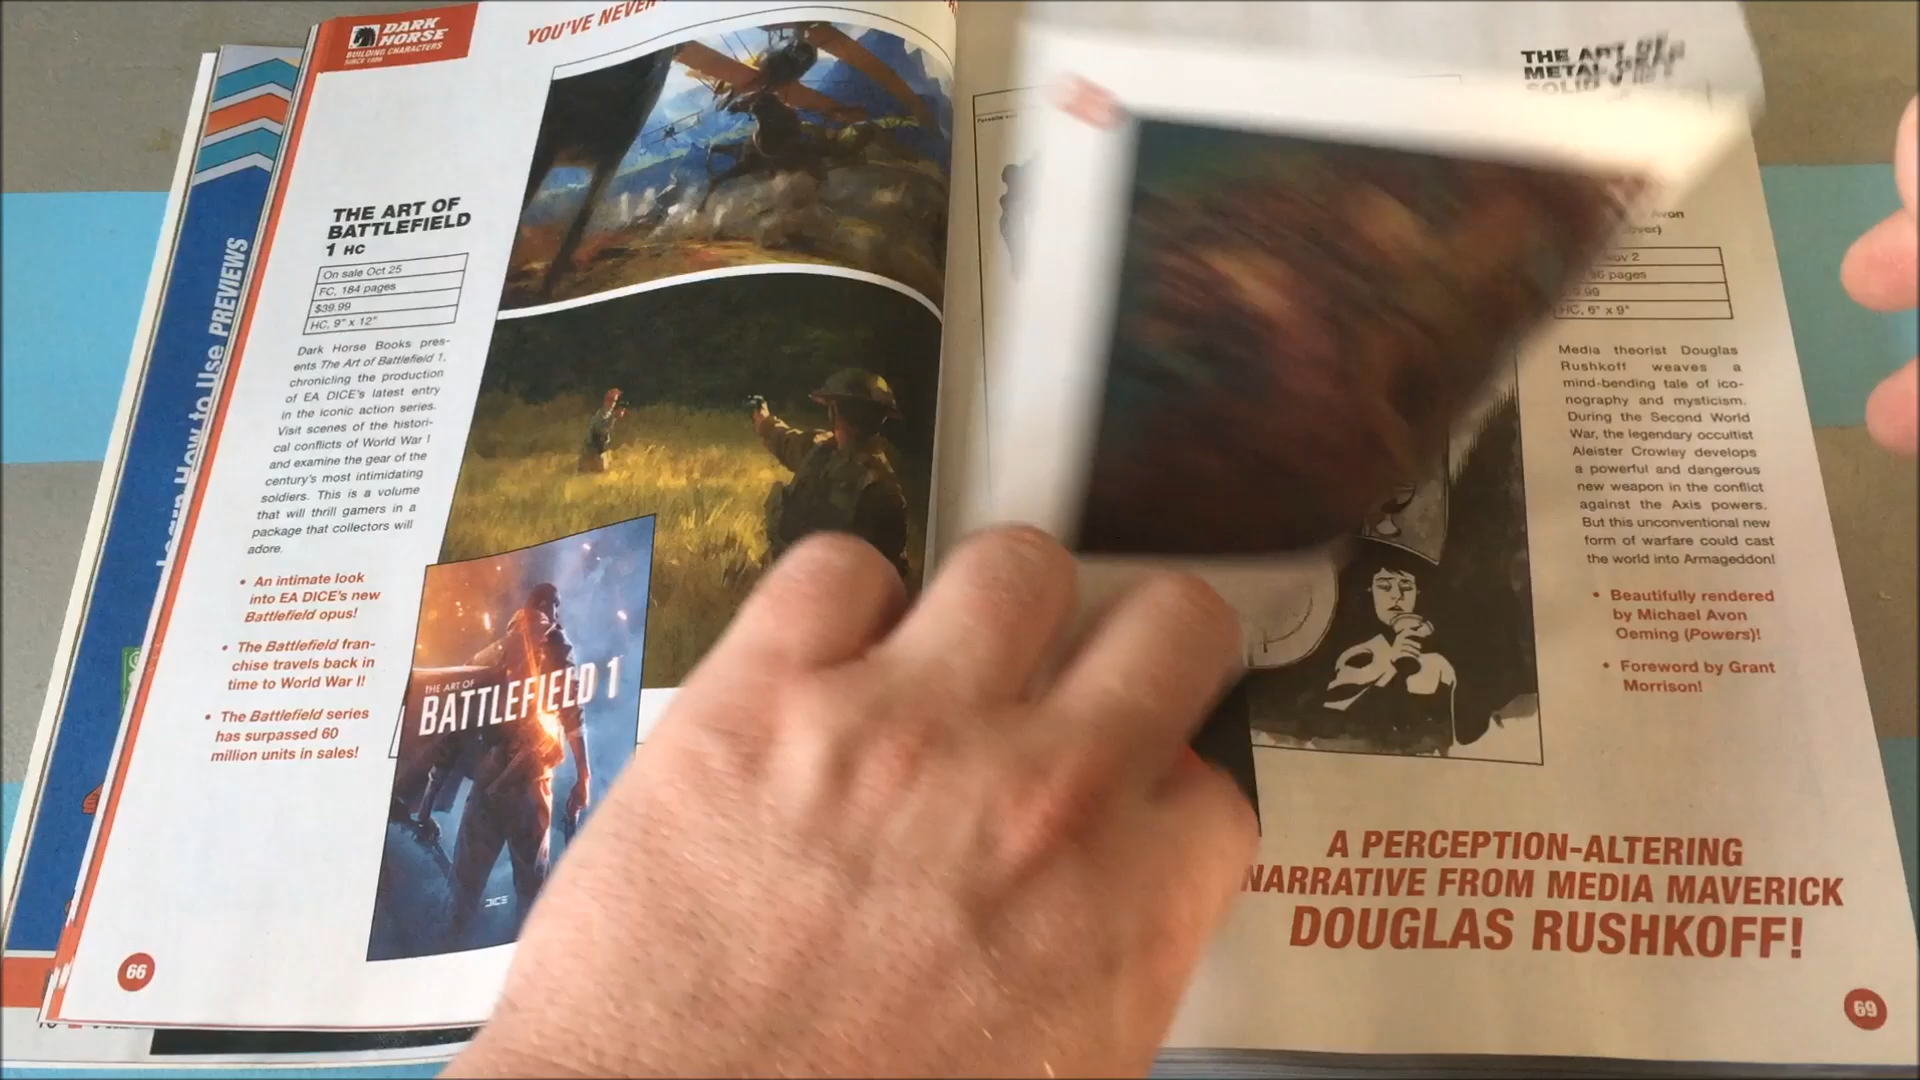 DARK
HORSE
BUILDING CHARACTERS
SINCE 1986
YOU'VE NEVER
Learn How to Use PREVIEWS
THE ART OF
BATTLEFIELD
1 HC
On sale Oct 25
FC, 184 pages
$39.99
HC, 9" x 12"
Dark Horse Books pres-
ents The Art of Battlefield 1,
chronicling the production
of EA DICE's latest entry
in the iconic action series.
Visit scenes of the histori-
cal conflicts of World War I
and examine the gear of the
century's most intimidating
soldiers. This is a volume
that will thrill gamers in a
package that collectors will
adore.
• An intimate look
into EA DICE's new
Battlefield opus!
• The Battlefield fran-
chise travels back in
time to World War I!
• The Battlefield series
has surpassed 60
million units in sales!
THE ART OF
BATTLEFIELD 1
DICE
66
THE ART OF
METAL GEAR
SOLID V
Avon
2
pages
HC, 6" x 9"
Media theorist Douglas
Rushkoff weaves a
mind-bending tale of ico-
nography and mysticism.
During the Second World
War, the legendary occultist
Aleister Crowley develops
a powerful and dangerous
new weapon in the conflict
against the Axis powers.
But this unconventional new
form of warfare could cast
the world into Armageddon!
• Beautifully rendered
by Michael Avon
Oeming (Powers)!
• Foreword by Grant
Morrison!
A PERCEPTION-ALTERING
NARRATIVE FROM MEDIA MAVERICK
DOUGLAS RUSHKOFF!
69